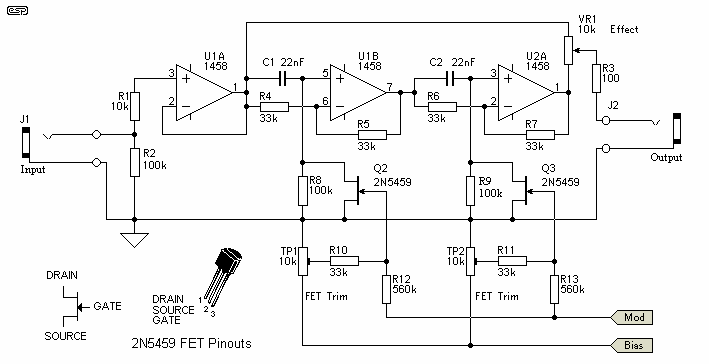 esp
VR1
10k
Effect
U1A
1458
C1 22nF
U1B
1458
C2 22nF
U2A
1458
R3
100
R1
10k
3
2
1
R4
33k
5
6
7
R6
33k
3
2
1
J2
J1
R5
33k
R7
33k
Input
R2
100k
Output
Q2
2N5459
Q3
2N5459
R8
100k
R9
100k
TP1
10k
R10
33k
TP2
10k
R11
33k
R12
560k
R13
560k
FET Trim
FET Trim
DRAIN
GATE
SOURCE
DRAIN
SOURCE
GATE
1
2
3
2N5459 FET Pinouts
Mod
Bias